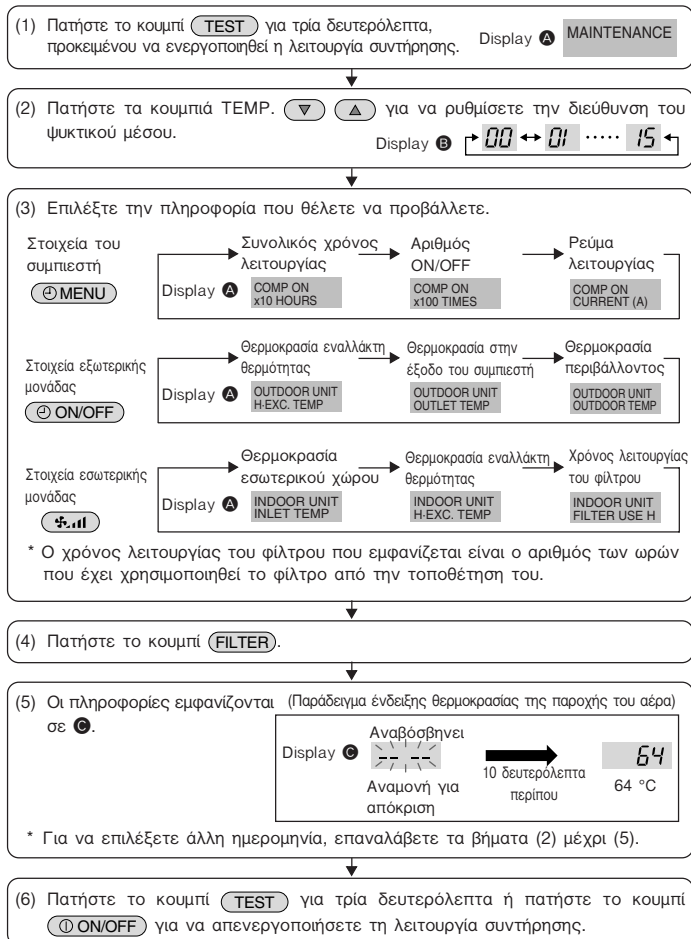 (1) Πατήστε το κουμπί TEST για τρία δευτερόλεπτα,
προκειμένου να ενεργοποιηθεί η λειτουργία συντήρησης.
Display A MAINTENANCE
(2) Πατήστε τα κουμπιά TEMP. ▽ △ για να ρυθμίσετε την διεύθυνση του
ψυκτικού μέσου.
Display B 00 ↔ 01 ····· 15
(3) Επιλέξτε την πληροφορία που θέλετε να προβάλλετε.
Στοιχεία του
συμπιεστή
MENU
Συνολικός χρόνος
λειτουργίας
Αριθμός
ON/OFF
Ρεύμα
λειτουργίας
Display A
COMP ON
x10 HOURS
COMP ON
x100 TIMES
COMP ON
CURRENT (A)
Στοιχεία εξωτερικής
μονάδας
ON/OFF
Θερμοκρασία εναλλάκτη
θερμότητας
Θερμοκρασία στην
έξοδο του συμπιεστή
Θερμοκρασία
περιβάλλοντος
Display A
OUTDOOR UNIT
H·EXC. TEMP
OUTDOOR UNIT
OUTLET TEMP
OUTDOOR UNIT
OUTDOOR TEMP
Στοιχεία εσωτερικής
μονάδας
Θερμοκρασία
εσωτερικού χώρου
Θερμοκρασία εναλλάκτη
θερμότητας
Χρόνος λειτουργίας
του φίλτρου
Display A
INDOOR UNIT
INLET TEMP
INDOOR UNIT
H·EXC. TEMP
INDOOR UNIT
FILTER USE H
* Ο χρόνος λειτουργίας του φίλτρου που εμφανίζεται είναι ο αριθμός των ωρών
που έχει χρησιμοποιηθεί το φίλτρο από την τοποθέτηση του.
(4) Πατήστε το κουμπί FILTER.
(5) Οι πληροφορίες εμφανίζονται
σε C.
(Παράδειγμα ένδειξης θερμοκρασίας της παροχής του αέρα)
Αναβόσβηνει
Display C -- --
Αναμονή για
απόκριση
10 δευτερόλεπτα
περίπου
64
64 °C
* Για να επιλέξετε άλλη ημερομηνία, επαναλάβετε τα βήματα (2) μέχρι (5).
(6) Πατήστε το κουμπί TEST για τρία δευτερόλεπτα ή πατήστε το κουμπί
ON/OFF για να απενεργοποιήσετε τη λειτουργία συντήρησης.